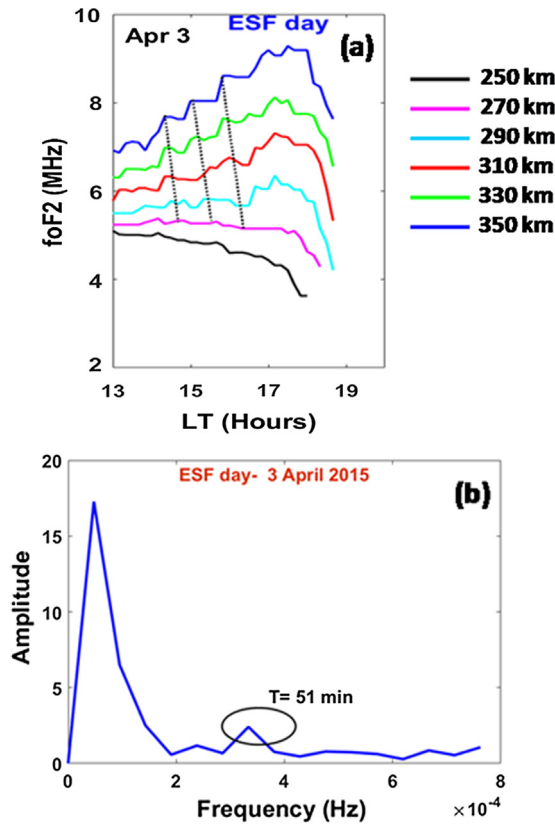 ESF day
Apr 3
(a)
10
8
6
4
2
foF2 (MHz)
13 15 17 19
LT (Hours)
250 km
270 km
290 km
310 km
330 km
350 km
ESF day- 3 April 2015
(b)
20
15
10
5
0
Amplitude
T= 51 min
0 2 4 6 8
×10-4
Frequency (Hz)